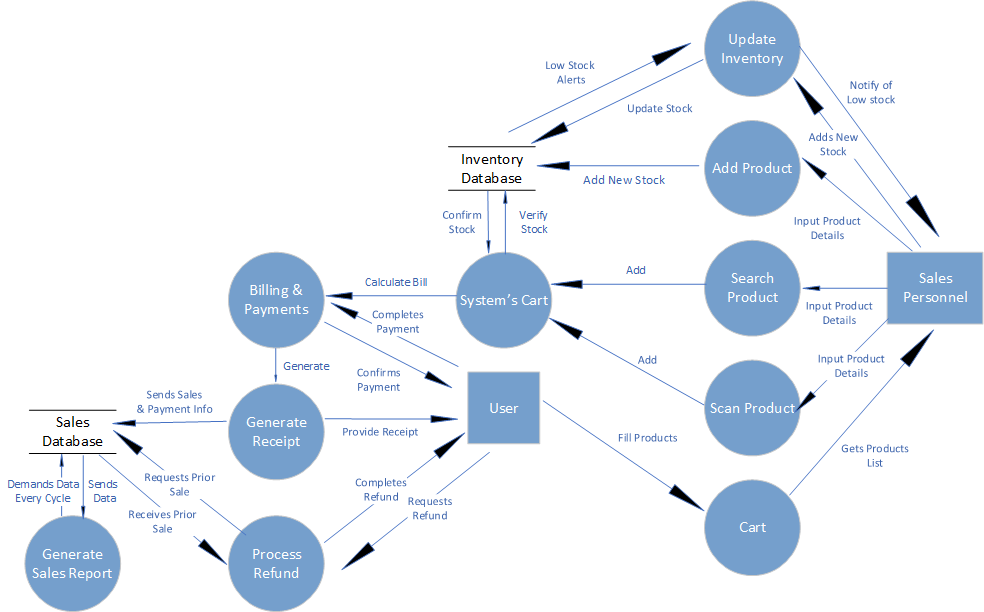 Update
Inventory
Low Stock
Alerts
Notify of
Low stock
Update Stock
Adds New
Stock
Inventory
Database
Add Product
Add New Stock
Input Product
Details
Confirm
Stock
Verify
Stock
Billing &
Payments
Calculate Bill
System's Cart
Add
Search
Product
Sales
Personnel
Input Product
Details
Completes
Payment
Generate
Confirms
Payment
Add
Input Product
Details
Sends Sales
& Payment Info
Sales
Database
Generate
Receipt
Provide Receipt
User
Scan Product
Fill Products
Gets Products
List
Demands Data
Every Cycle
Sends
Data
Requests Prior
Sale
Receives Prior
Sale
Completes
Refund
Requests
Refund
Cart
Generate
Sales Report
Process
Refund